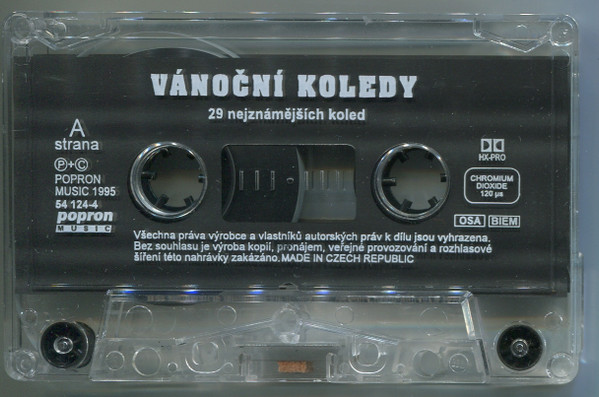 VÁNOČNÍ KOLEDY
29 nejznámějších koled
A
strana
P+C
POPRON
MUSIC 1995
54 124-4
popron
MUSIC
HX-PRO
CHROMIUM
DIOXIDE
120 µs
OSA BIEM
Všechna práva výrobce a vlastníků autorských práv k dílu jsou vyhrazena.
Bez souhlasu je výroba kopií, pronájem, veřejné provozování a rozhlasové
šíření této nahrávky zakázáno.MADE IN CZECH REPUBLIC